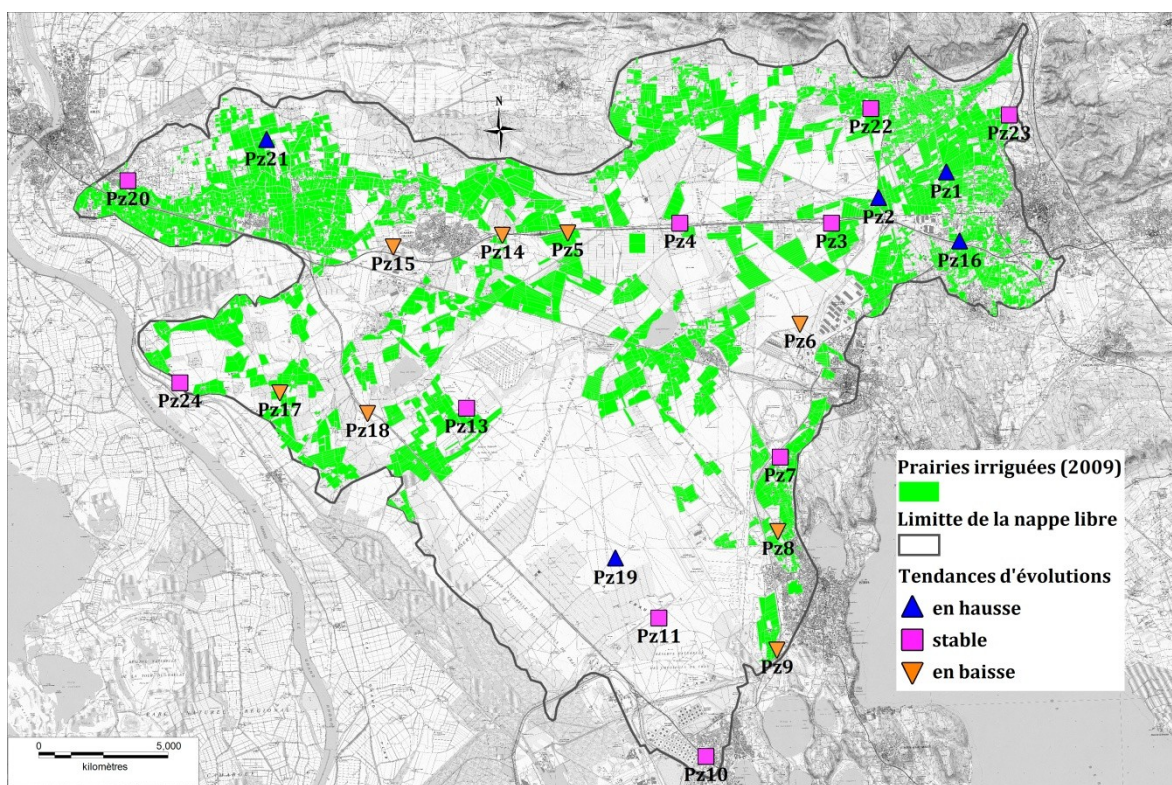 N
Pz22
Pz23
Pz21
Pz1
Pz20
Pz2
Pz4
Pz3
Pz14
Pz5
Pz15
Pz16
Pz6
Pz24
Pz17
Pz18
Pz13
Pz7
Pz8
Pz19
Pz11
Pz9
Pz10
Prairies irriguées (2009)
Limitte de la nappe libre
Tendances d'évolutions
en hausse
stable
en baisse
0 5,000
kilomètres